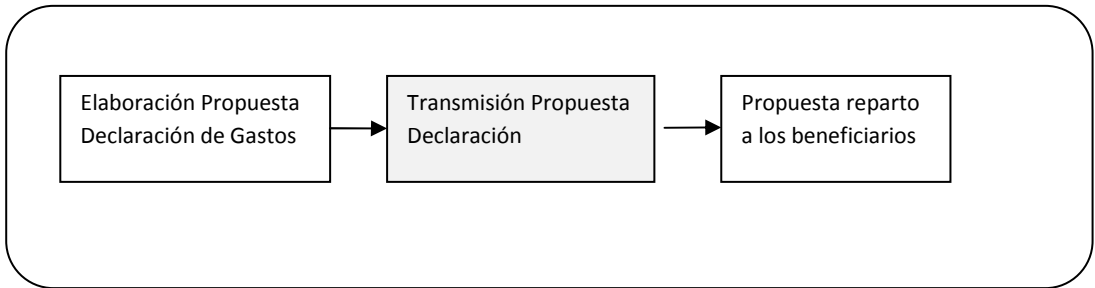 Elaboración Propuesta
Declaración de Gastos
Transmisión Propuesta
Declaración
Propuesta reparto
a los beneficiarios